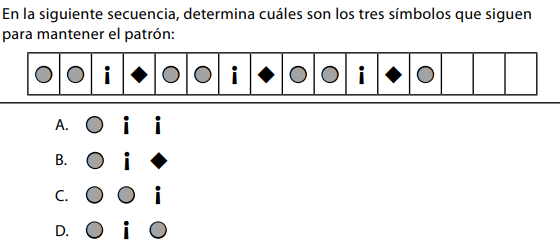 En la siguiente secuencia, determina cuáles son los tres símbolos que siguen
para mantener el patrón:
¡ ◆ ¡ ◆ ¡ ◆
A. ¡ ¡
B. ¡ ◆
C. ¡
D. ¡